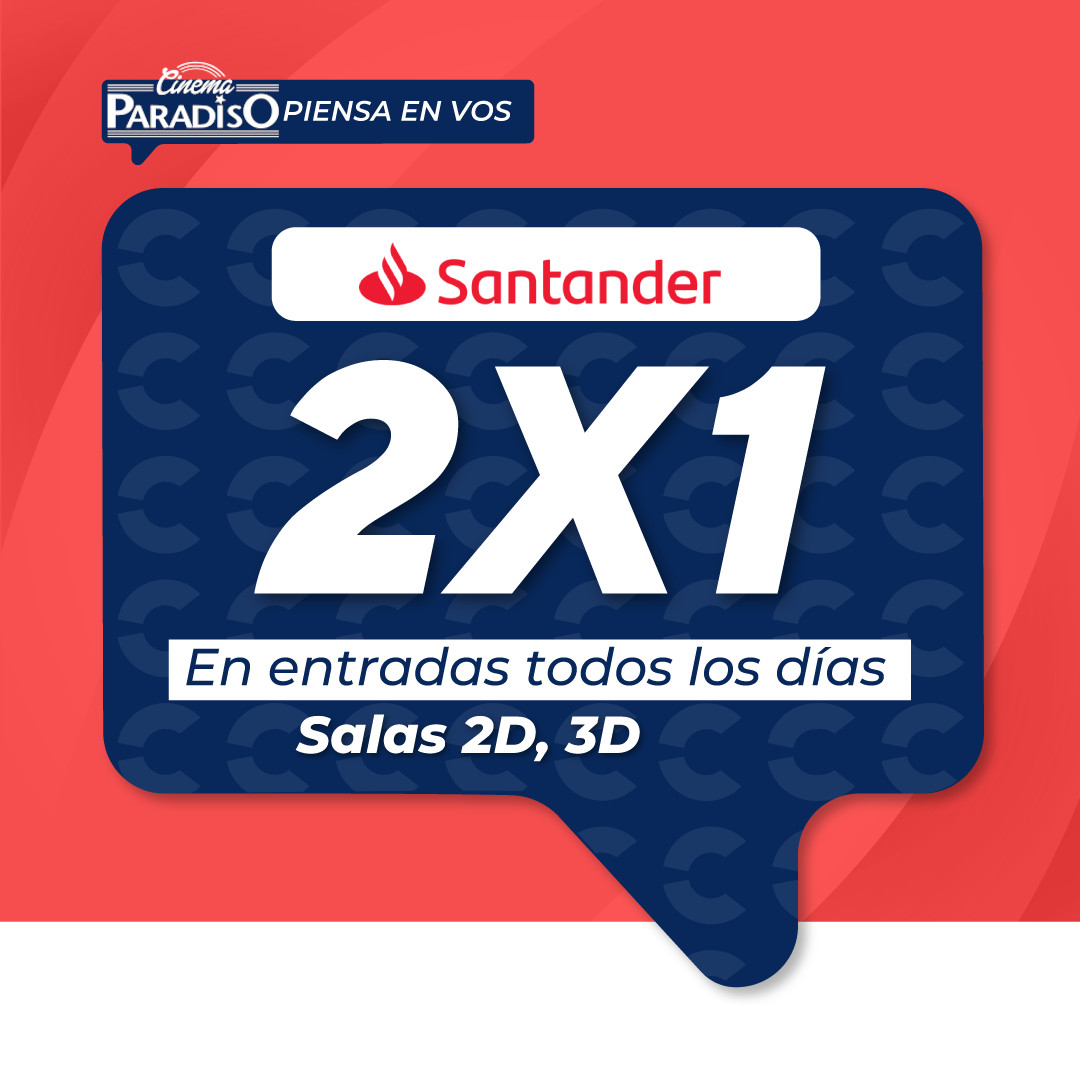 Cinema
PARADISO PIENSA EN VOS
Santander
2X1
En entradas todos los días
Salas 2D, 3D